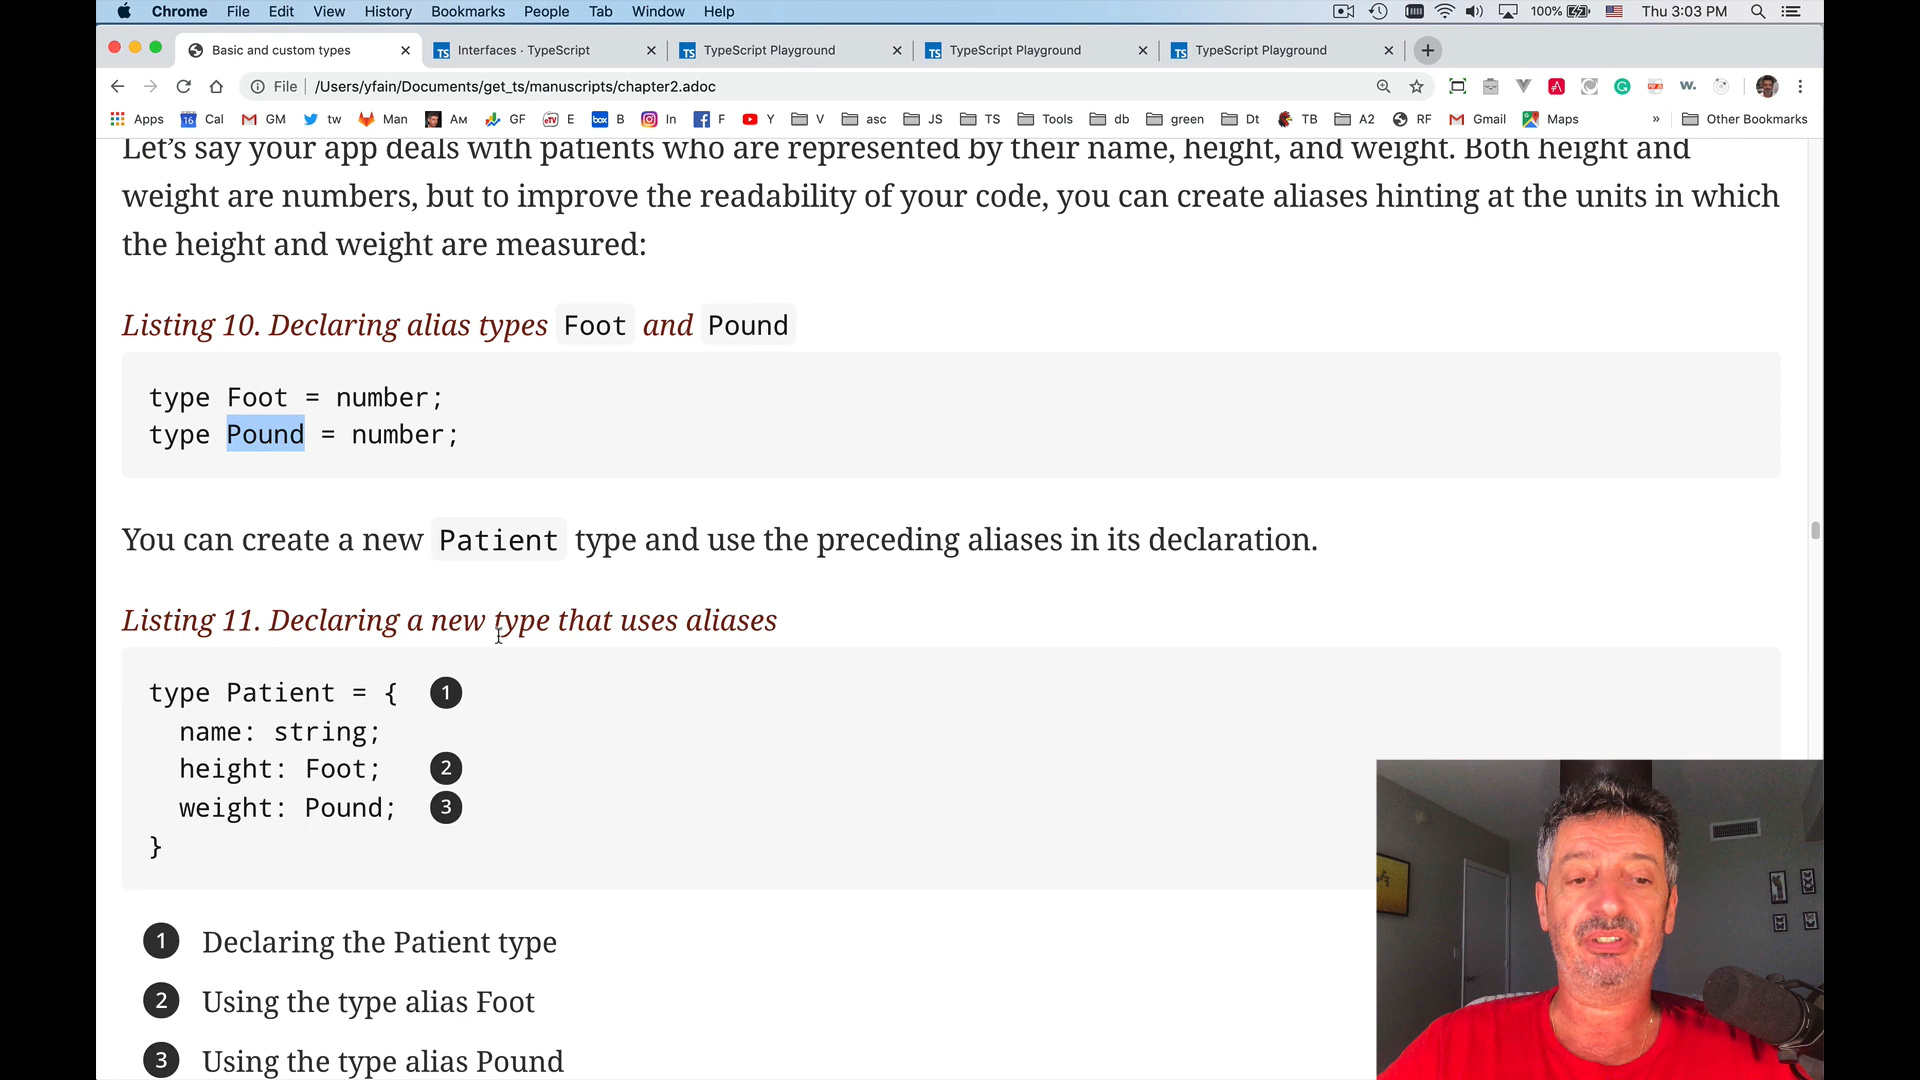 Chrome File Edit View History Bookmarks People Tab Window Help 100% Thu 3:03 PM
Basic and custom types Interfaces · TypeScript TypeScript Playground TypeScript Playground TypeScript Playground
File /Users/yfain/Documents/get_ts/manuscripts/chapter2.adoc
Apps Cal GM tw Man Ам GF E B In F Y V asc JS TS Tools db green Dt TB A2 RF Gmail Maps » Other Bookmarks
Let’s say your app deals with patients who are represented by their name, height, and weight. Both height and
weight are numbers, but to improve the readability of your code, you can create aliases hinting at the units in which
the height and weight are measured:
Listing 10. Declaring alias types Foot and Pound
type Foot = number;
type Pound = number;
You can create a new Patient type and use the preceding aliases in its declaration.
Listing 11. Declaring a new type that uses aliases
type Patient = { 1
name: string;
height: Foot; 2
weight: Pound; 3
}
1 Declaring the Patient type
2 Using the type alias Foot
3 Using the type alias Pound